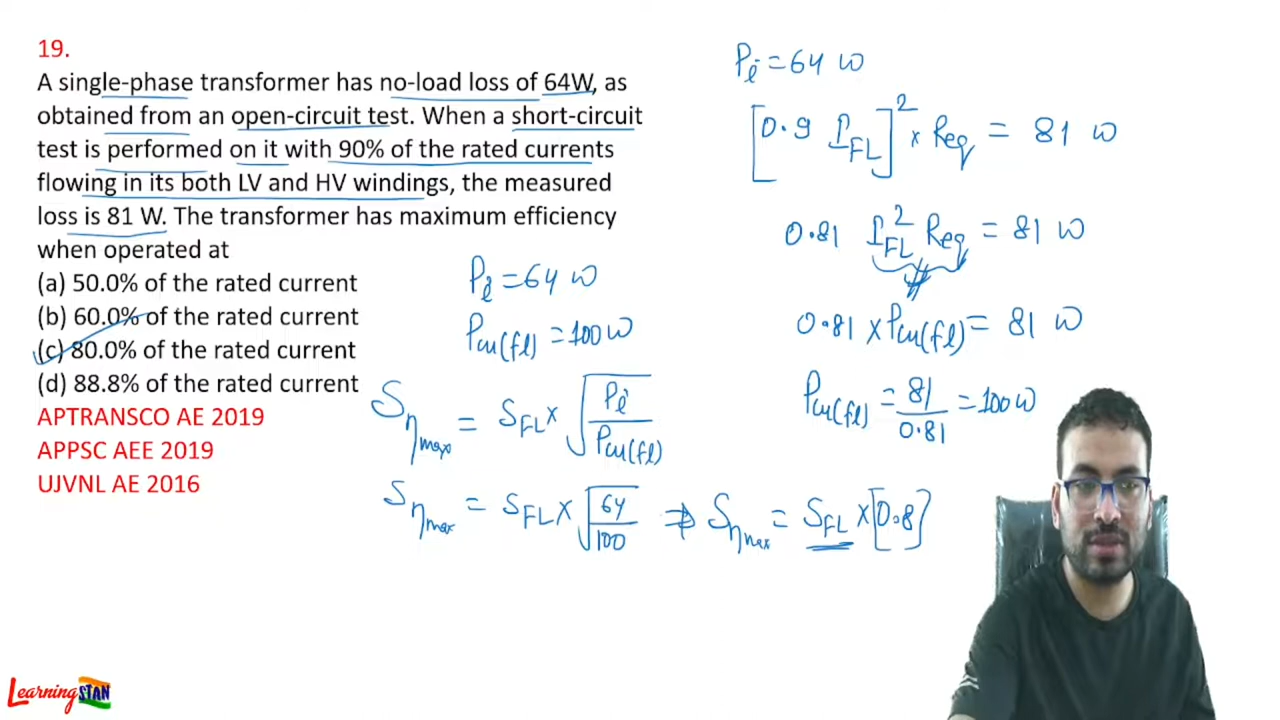 19.
A single-phase transformer has no-load loss of 64W, as
obtained from an open-circuit test. When a short-circuit
test is performed on it with 90% of the rated currents
flowing in its both LV and HV windings, the measured
loss is 81 W. The transformer has maximum efficiency
when operated at
(a) 50.0% of the rated current
(b) 60.0% of the rated current
(c) 80.0% of the rated current
(d) 88.8% of the rated current
APTRANSCO AE 2019
APPSC AEE 2019
UJVNL AE 2016
Pi = 64 W
Pcu(fl) = 100 W
Sηmax = SFL × √(Pi / Pcu(fl))
Sηmax = SFL × √(64 / 100) ⇒ Sηmax = SFL × [0.8]
Pi = 64 W
[0.9 IFL]² × Req = 81 W
0.81 I²FL Req = 81 W
0.81 × Pcu(fl) = 81 W
Pcu(fl) = 81 / 0.81 = 100 W
LearningSTAN